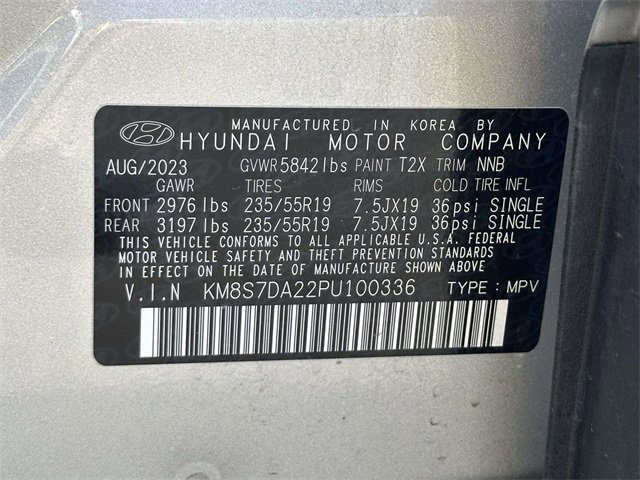 MANUFACTURED IN KOREA BY
HYUNDAI MOTOR COMPANY
AUG/2023 GVWR 5842lbs PAINT T2X TRIM NNB
GAWR TIRES RIMS COLD TIRE INFL
FRONT 2976lbs 235/55R19 7.5JX19 36psi SINGLE
REAR 3197lbs 235/55R19 7.5JX19 36psi SINGLE
THIS VEHICLE CONFORMS TO ALL APPLICABLE U.S.A. FEDERAL
MOTOR VEHICLE SAFETY, BUMPER, AND
THEFT PREVENTION STANDARDS IN EFFECT ON THE DATE OF
MANUFACTURE SHOWN ABOVE
V.I.N KM8S7DA22PU100336 TYPE : MPV